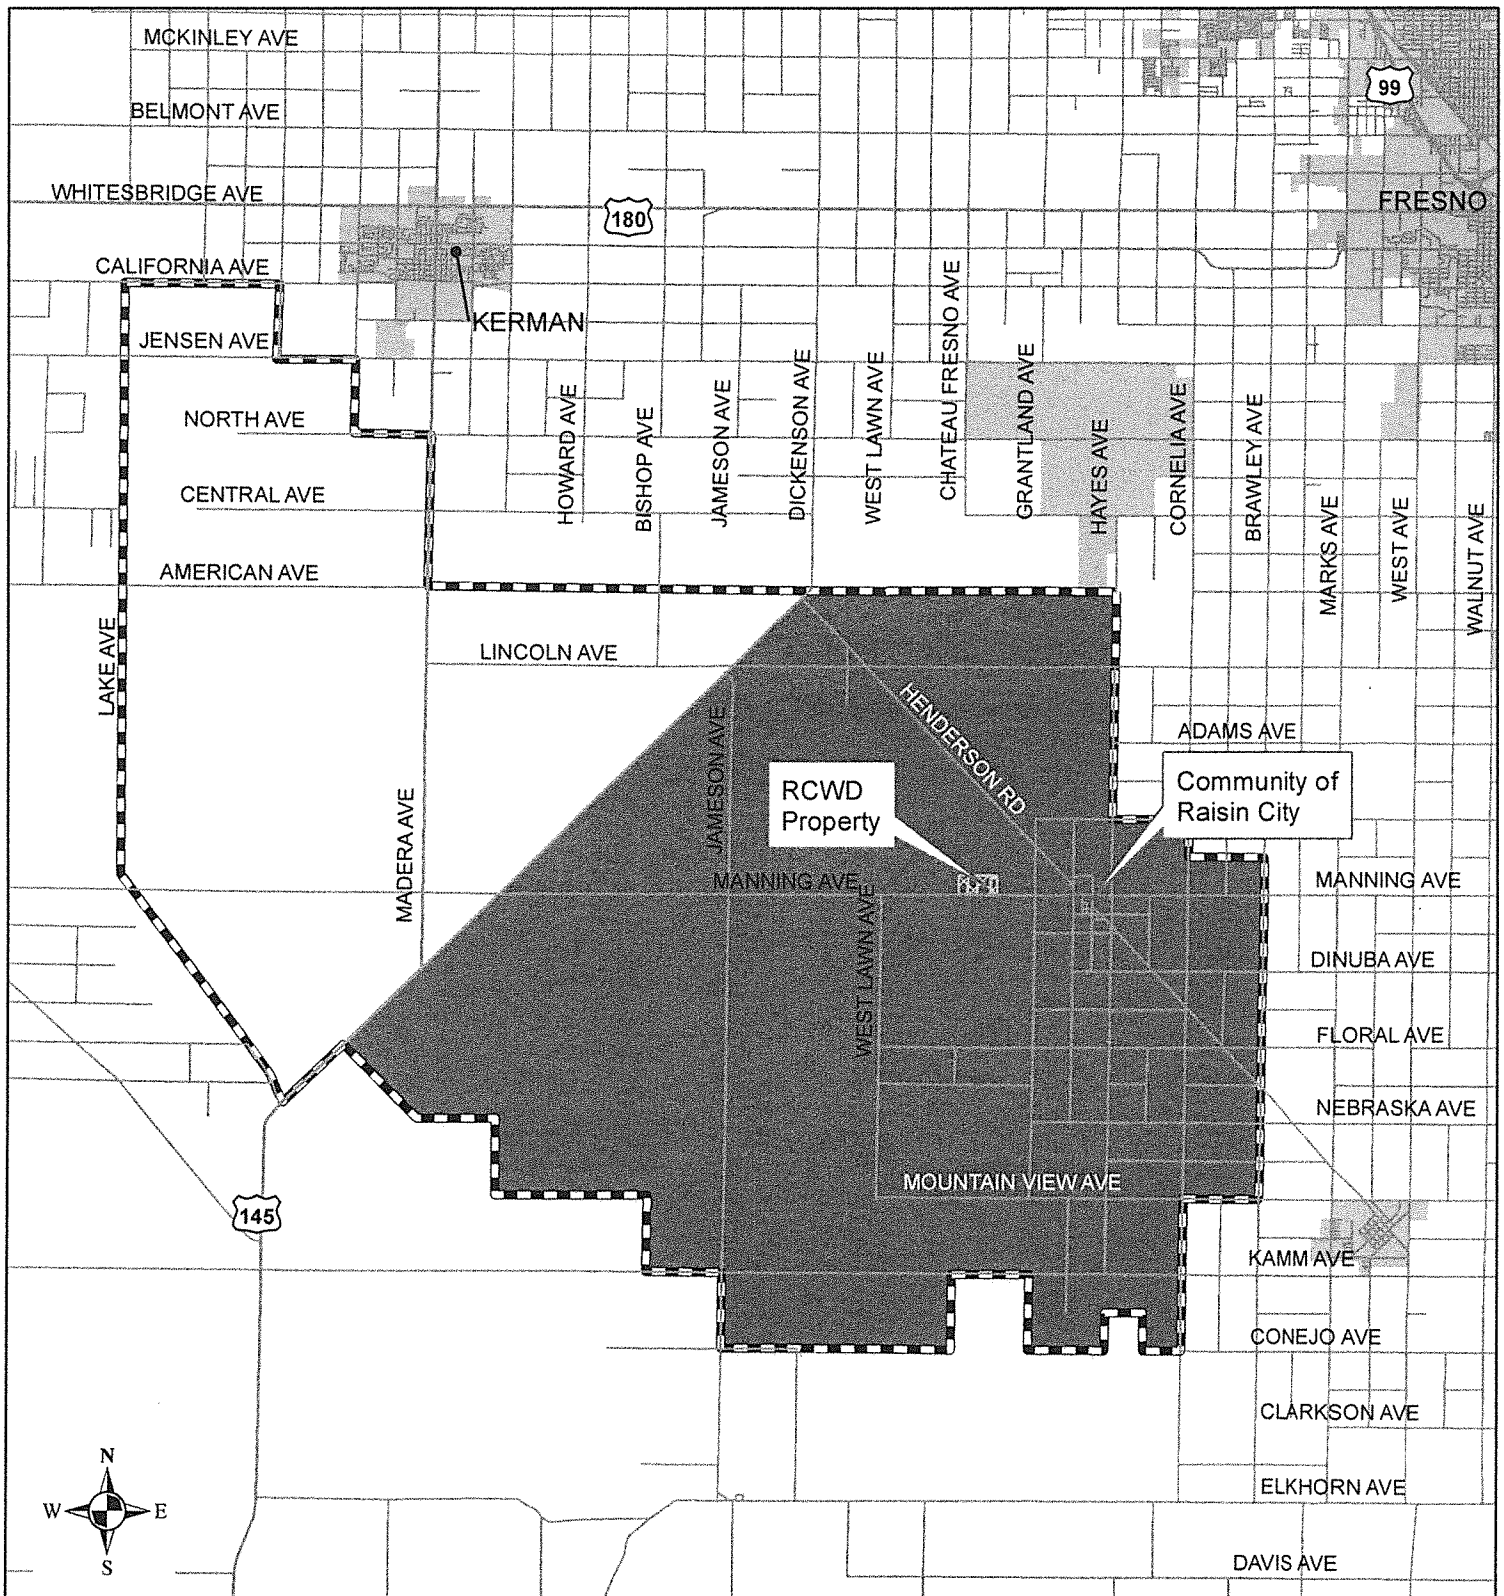 MCKINLEY AVE
99
BELMONT AVE
WHITESBRIDGE AVE
FRESNO
180
CALIFORNIA AVE
KERMAN
JENSEN AVE
NORTH AVE
CENTRAL AVE
HOWARD AVE
BISHOP AVE
JAMESON AVE
DICKENSON AVE
WEST LAWN AVE
CHATEAU FRESNO AVE
GRANTLAND AVE
HAYES AVE
CORNELIA AVE
BRAWLEY AVE
MARKS AVE
WEST AVE
WALNUT AVE
AMERICAN AVE
LAKE AVE
LINCOLN AVE
HENDERSON RD
JAMESON AVE
ADAMS AVE
RCWD
Property
Community of
Raisin City
MADERA AVE
MANNING AVE
MANNING AVE
WEST LAWN AVE
DINUBA AVE
FLORAL AVE
NEBRASKA AVE
MOUNTAIN VIEW AVE
145
KAMM AVE
CONEJO AVE
CLARKSON AVE
N
W
E
S
ELKHORN AVE
DAVIS AVE